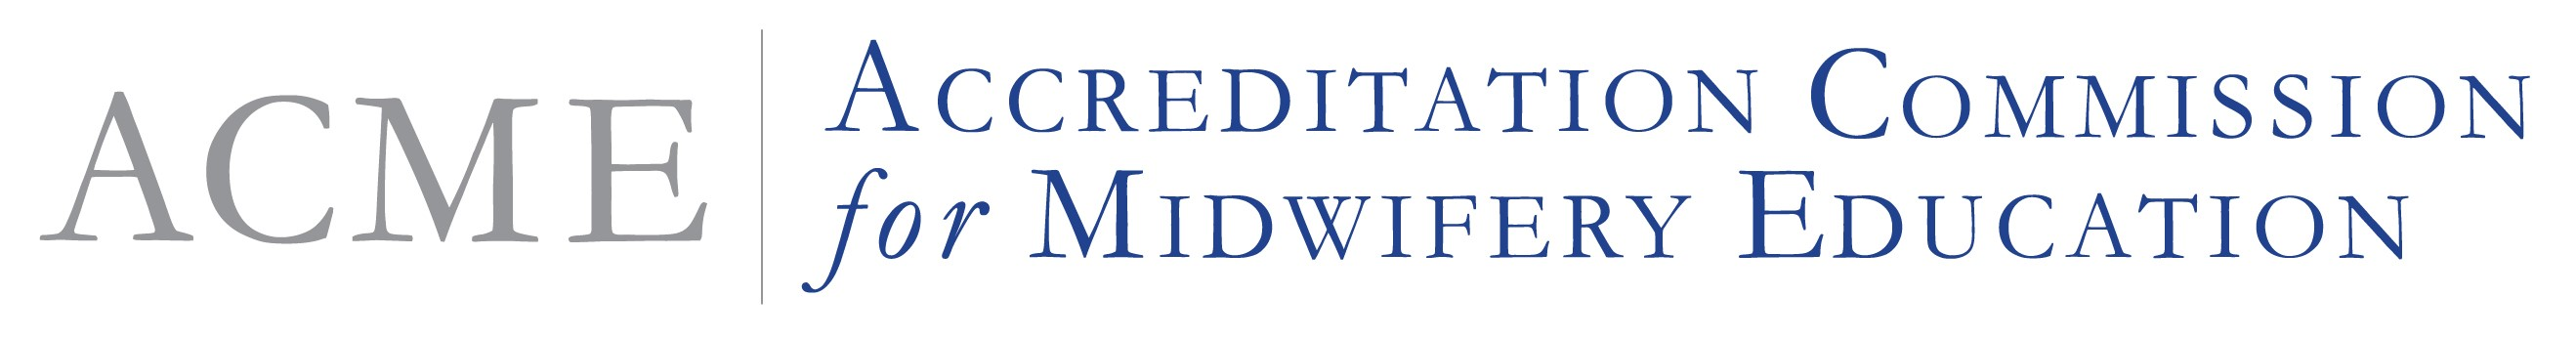 ACME
Accreditation Commission
for Midwifery Education